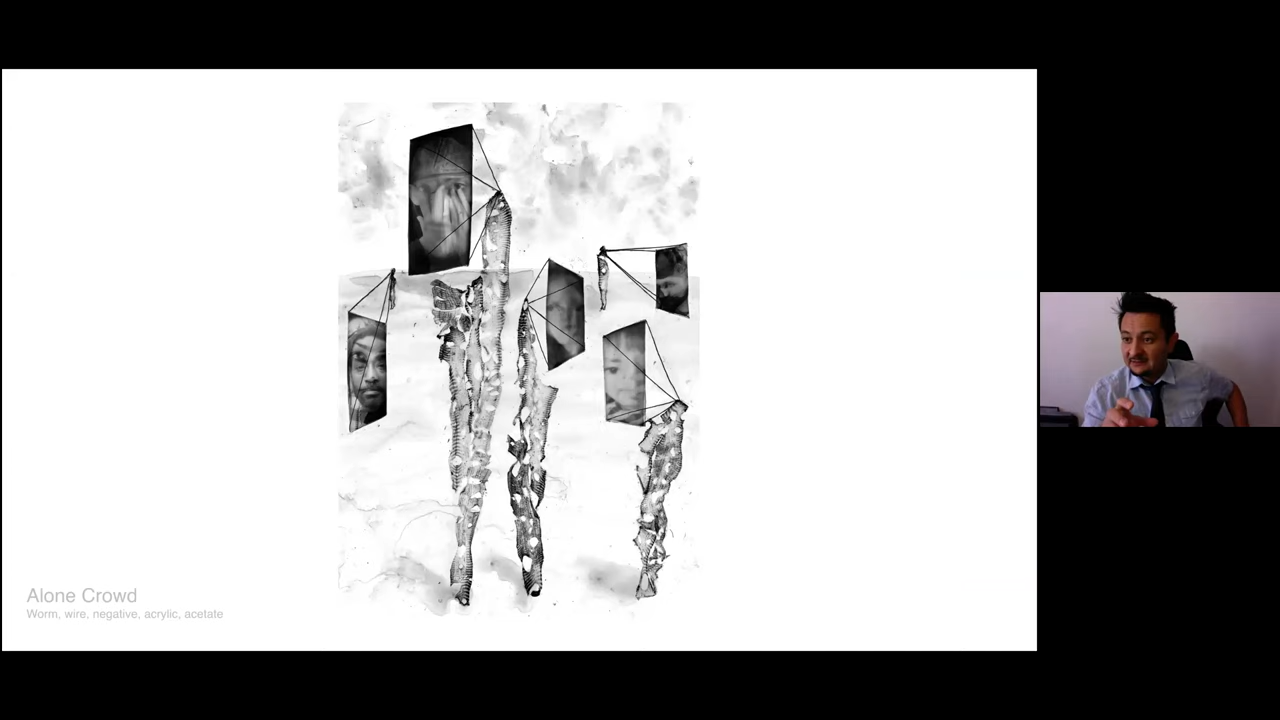 Alone Crowd
Worm, wire, negative, acrylic, acetate